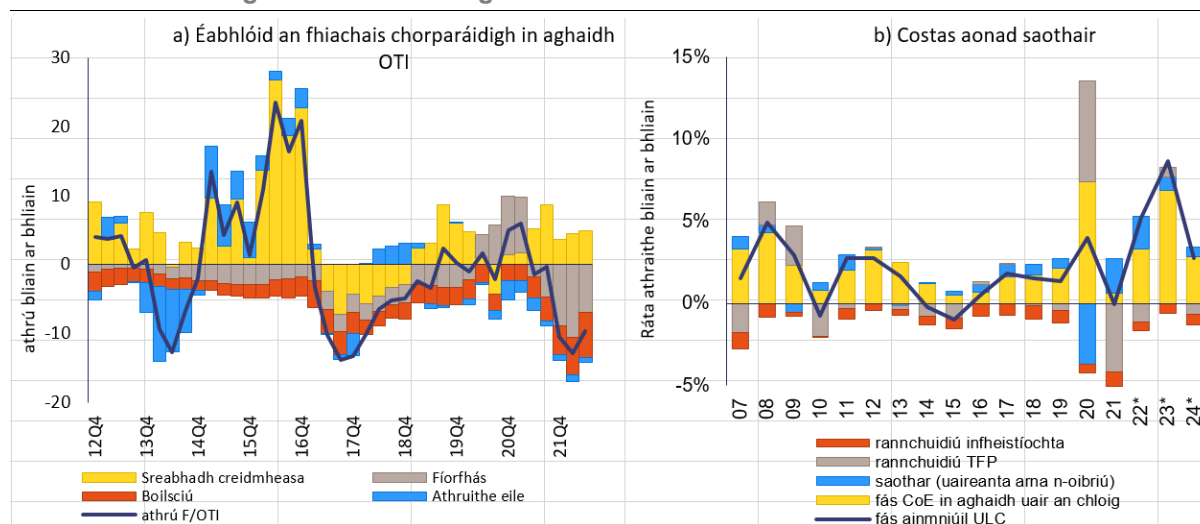 a) Éabhlóid an fhiachais chorparáidigh in aghaidh
OTI
athrú bliain ar bhliain
30
20
10
0
-10
-20
12Q4
13Q4
14Q4
15Q4
16Q4
17Q4
18Q4
19Q4
20Q4
21Q4
Sreabhadh creidmheasa
Fíorfhás
Boilsciú
Athruithe eile
athrú F/OTI
b) Costas aonad saothair
Ráta athraithe bliain ar bhliain
15%
10%
5%
0%
-5%
07
08
09
10
11
12
13
14
15
16
17
18
19
20
21
22*
23*
24*
rannchuidiú infheistíochta
rannchuidiú TFP
saothar (uaireanta arna n-oibriú)
fás CoE in aghaidh uair an chloig
fás ainmniúil ULC